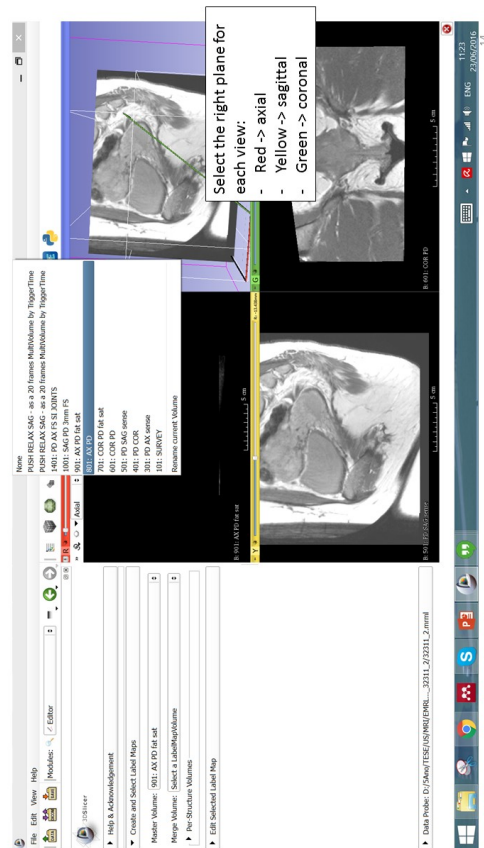 File Edit View Help
Modules:
Editor
3DSlicer
Help & Acknowledgement
Create and Select Label Maps
Master Volume: 901: AX PD fat sat
Merge Volume: Select a LabelMapVolume
Per-Structure Volumes
Edit Selected Label Map
Data Probe: D:/5Ano/TESE/US/MRI/EMRL..._32311_2/32311_2.mrml
None
PUSH RELAX SAG - as a 20 frames MultiVolume by TriggerTime
PUSH RELAX SAG - as a 20 frames MultiVolume by TriggerTime
1401: PD AX FS SI JOINTS
1001: SAG PD 3mm FS
901: AX PD fat sat
801: AX PD
701: COR PD fat sat
601: COR PD
501: PD SAG sense
401: PD COR
301: PD AX sense
101: SURVEY
Rename current Volume
R
Axial
B: 901: AX PD fat sat
5 cm
Select the right plane for
each view:
- Red -> axial
- Yellow -> sagittal
- Green -> coronal
Y
B: 501: PD SAG sense
5 cm
G
B: 601: COR PD
5 cm
ENG
11:23
23/06/2016